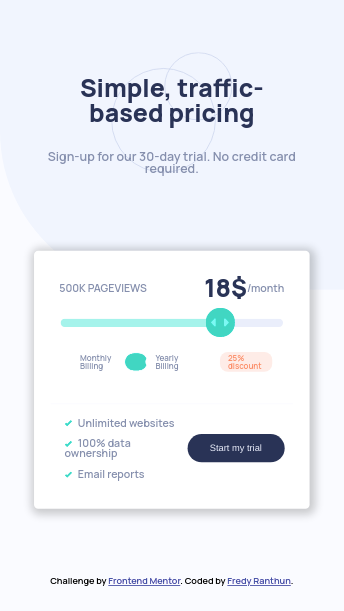 Simple, traffic-
based pricing
Sign-up for our 30-day trial. No credit card
required.
500K PAGEVIEWS
18$/month
Monthly
Billing
Yearly
Billing
25%
discount
Unlimited websites
100% data
ownership
Email reports
Start my trial
Challenge by Frontend Mentor. Coded by Fredy Ranthun.